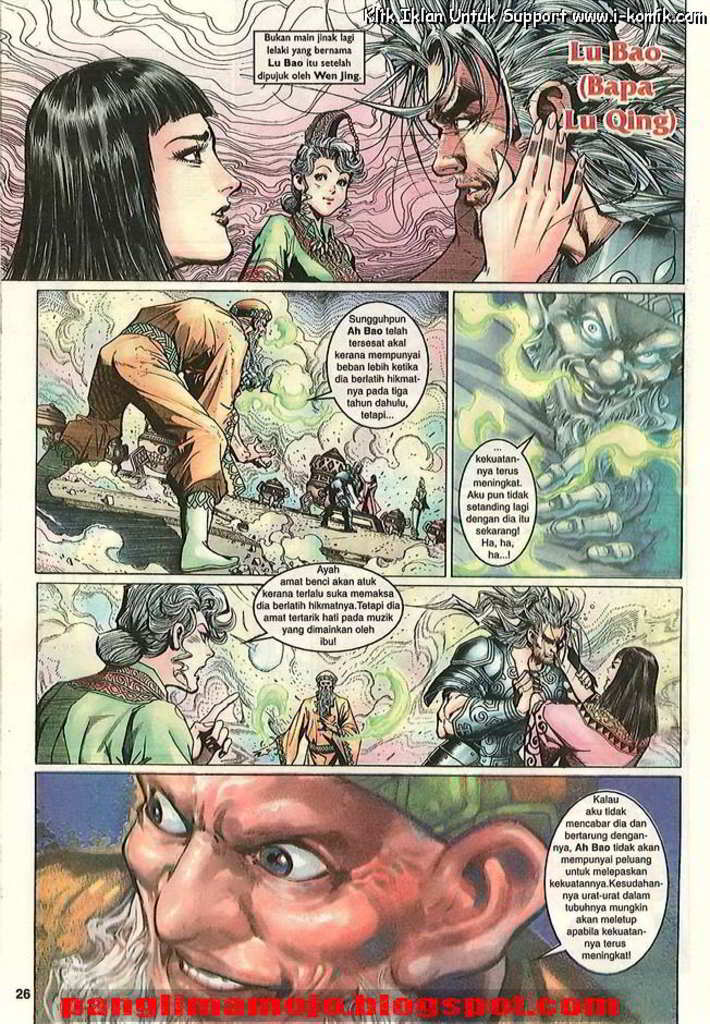 Klik Iklan Untuk Support www.i-komik.com
Bukan main jinak lagi
lelaki yang bernama
Lu Bao itu setelah
dipujuk oleh Wen Jing.
Lu Bao
(Bapa
Lu Qing)
Sungguhpun
Ah Bao telah
tersesat akal
kerana mempunyai
beban lebih ketika
dia berlatih hikmat-
nya pada tiga
tahun dahulu,
tetapi...
...
kekuatan-
nya terus
meningkat.
Aku pun tidak
setanding lagi
dengan dia itu
sekarang!
Ha, ha,
ha...!
Ayah
amat benci akan atuk
kerana terlalu suka memaksa
dia berlatih hikmatnya.Tetapi dia
amat tertarik hati pada muzik
yang dimainkan oleh
ibu!
Kalau
aku tidak
mencabar dia dan
bertarung dengan-
nya, Ah Bao tidak akan
mempunyai peluang
untuk melepaskan
kekuatannya.Kesudahan-
nya urat-urat dalam
tubuhnya mungkin
akan meletup
apabila kekuatan-
nya terus
meningkat!
26
panglimamojo.blogspot.com